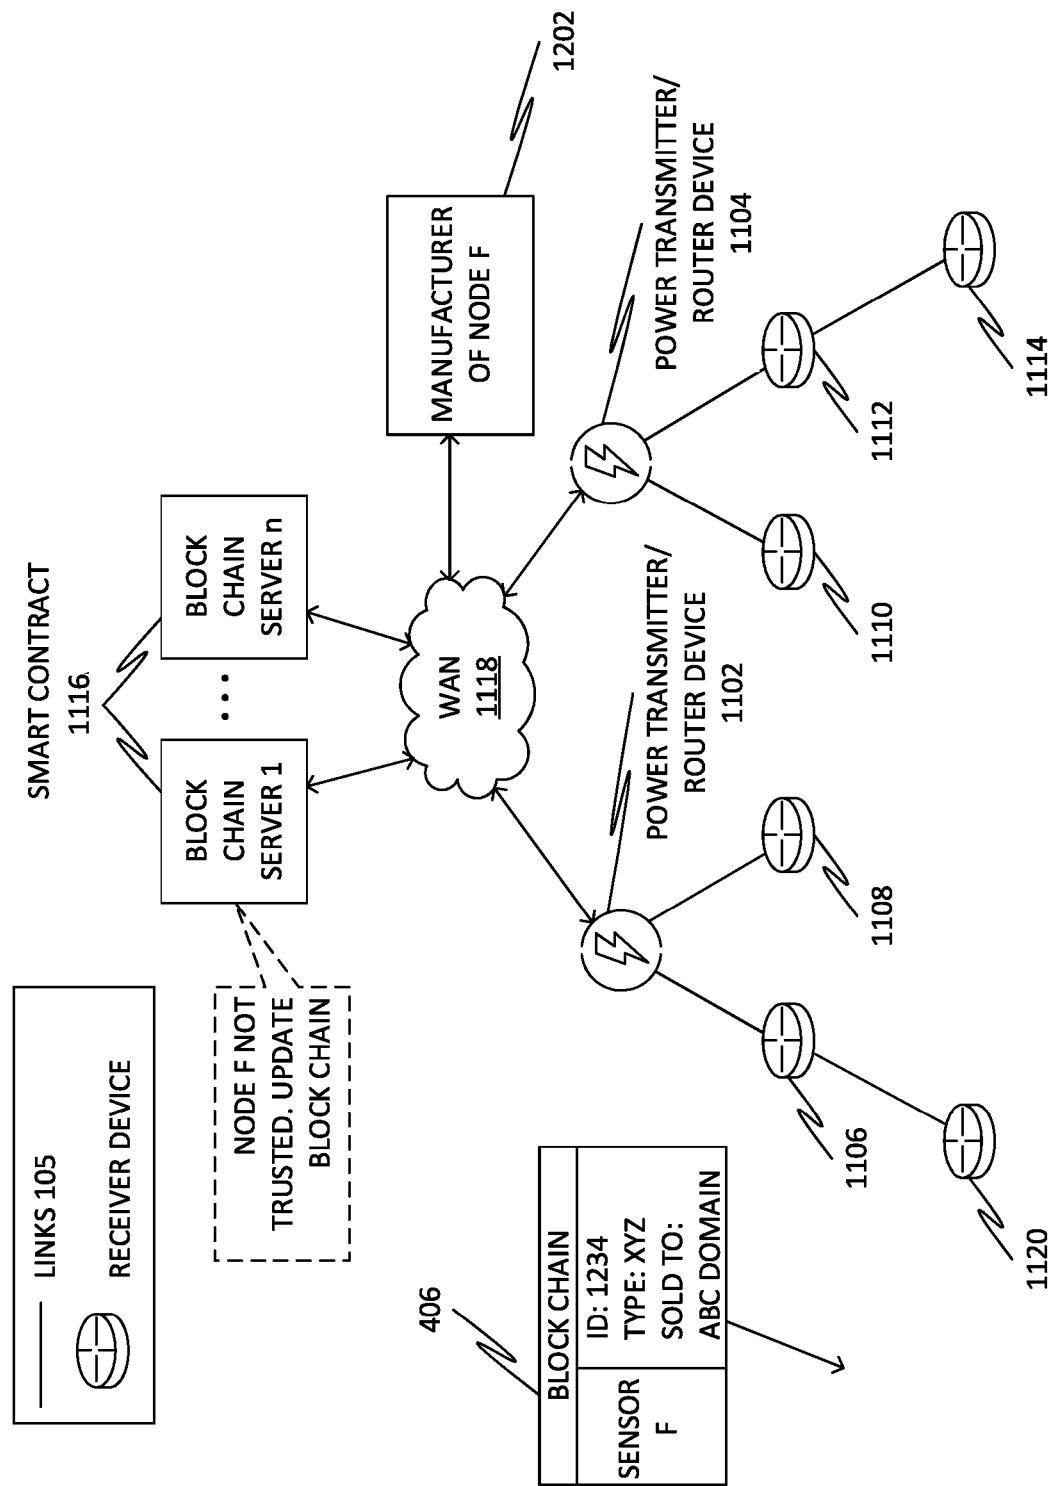 SMART CONTRACT
1116
LINKS 105
RECEIVER DEVICE
NODE F NOT
TRUSTED. UPDATE
BLOCK CHAIN
BLOCK
CHAIN
SERVER 1
...
BLOCK
CHAIN
SERVER n
MANUFACTURER
OF NODE F
1202
WAN
1118
406
BLOCK CHAIN
SENSOR
F
ID: 1234
TYPE: XYZ
SOLD TO:
ABC DOMAIN
POWER TRANSMITTER/
ROUTER DEVICE
1102
POWER TRANSMITTER/
ROUTER DEVICE
1104
1106
1108
1110
1112
1120
1114